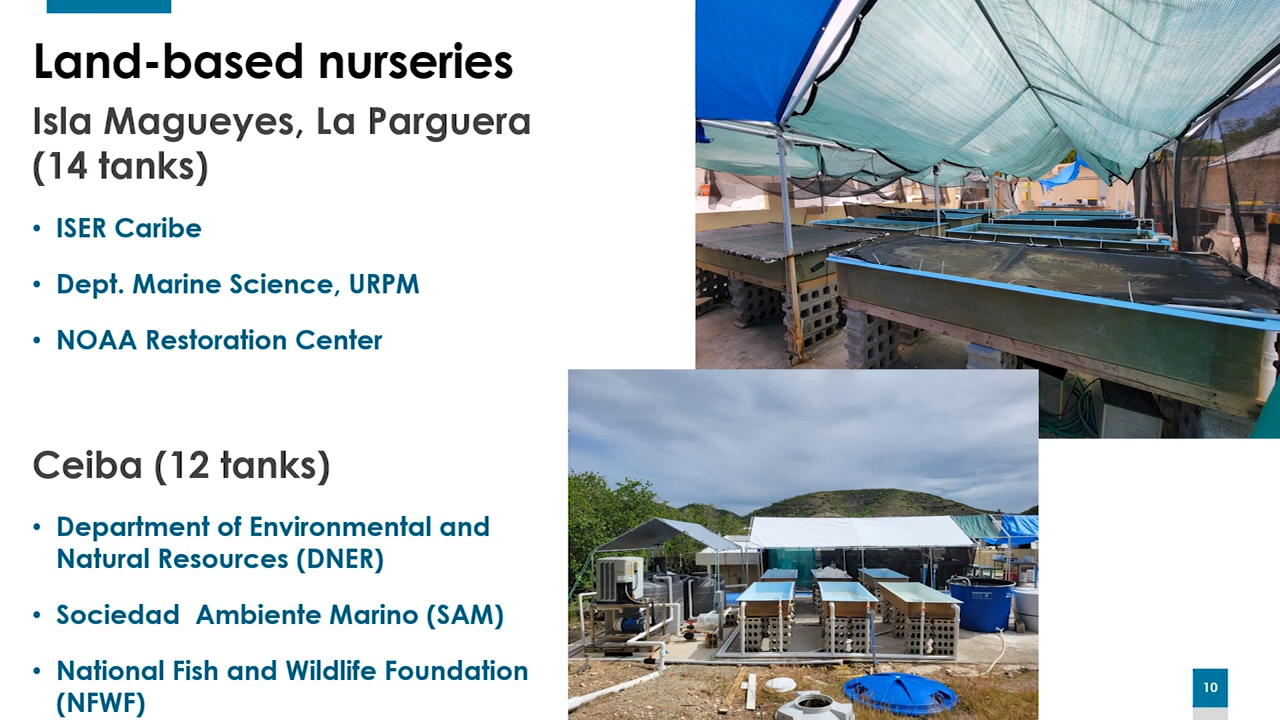 Land-based nurseries
Isla Magueyes, La Parguera
(14 tanks)
• ISER Caribe
• Dept. Marine Science, URPM
• NOAA Restoration Center
Ceiba (12 tanks)
• Department of Environmental and
Natural Resources (DNER)
• Sociedad  Ambiente Marino (SAM)
• National Fish and Wildlife Foundation
(NFWF)
10